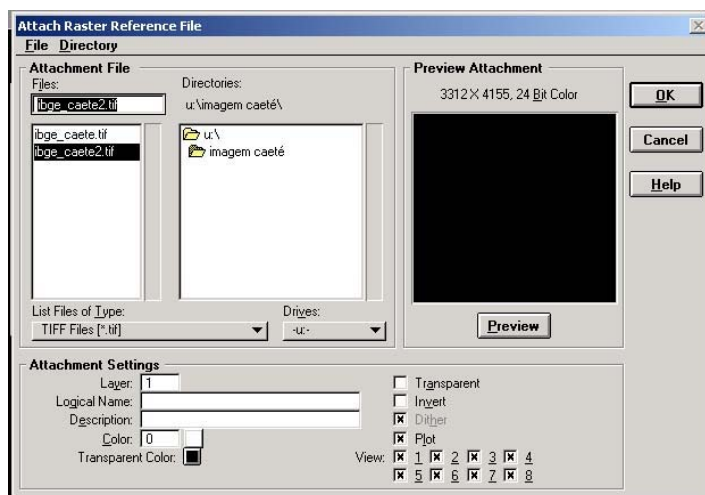 Attach Raster Reference File
File Directory
Attachment File
Files:
ibge_caete2.tif
ibge_caete.tif
ibge_caete2.tif
List Files of Type:
TIFF Files [*.tif]
Directories:
u:\imagem caeté\
u:\
imagem caeté
Drives:
-u:-
Preview Attachment
3312 X 4155, 24 Bit Color
Preview
OK
Cancel
Help
Attachment Settings
Layer: 1
Logical Name:
Description:
Color: 0
Transparent Color:
Transparent
Invert
Dither
Plot
View: 1 2 3 4
5 6 7 8